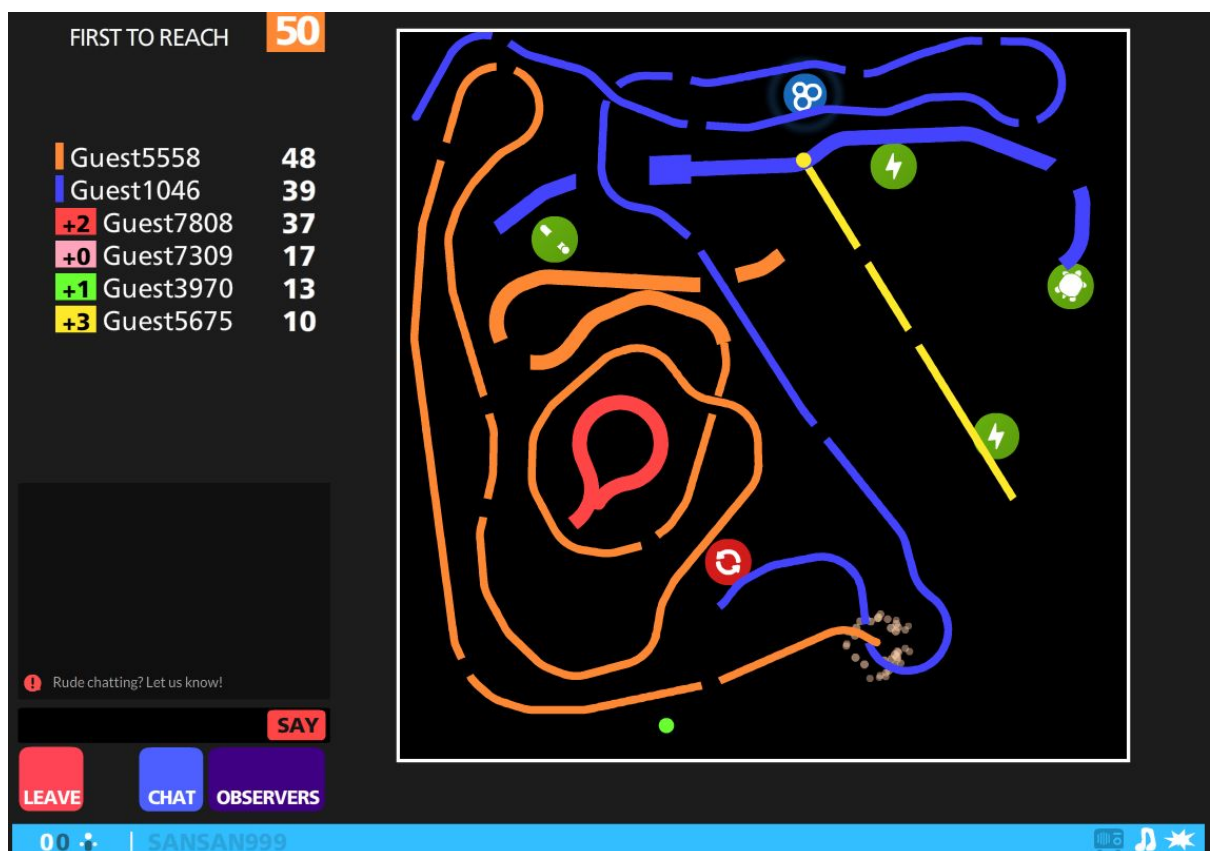 FIRST TO REACH 50
Guest5558 48
Guest1046 39
+2 Guest7808 37
+0 Guest7309 17
+1 Guest3970 13
+3 Guest5675 10
Rude chatting? Let us know!
SAY
LEAVE CHAT OBSERVERS
00 | SANSAN999